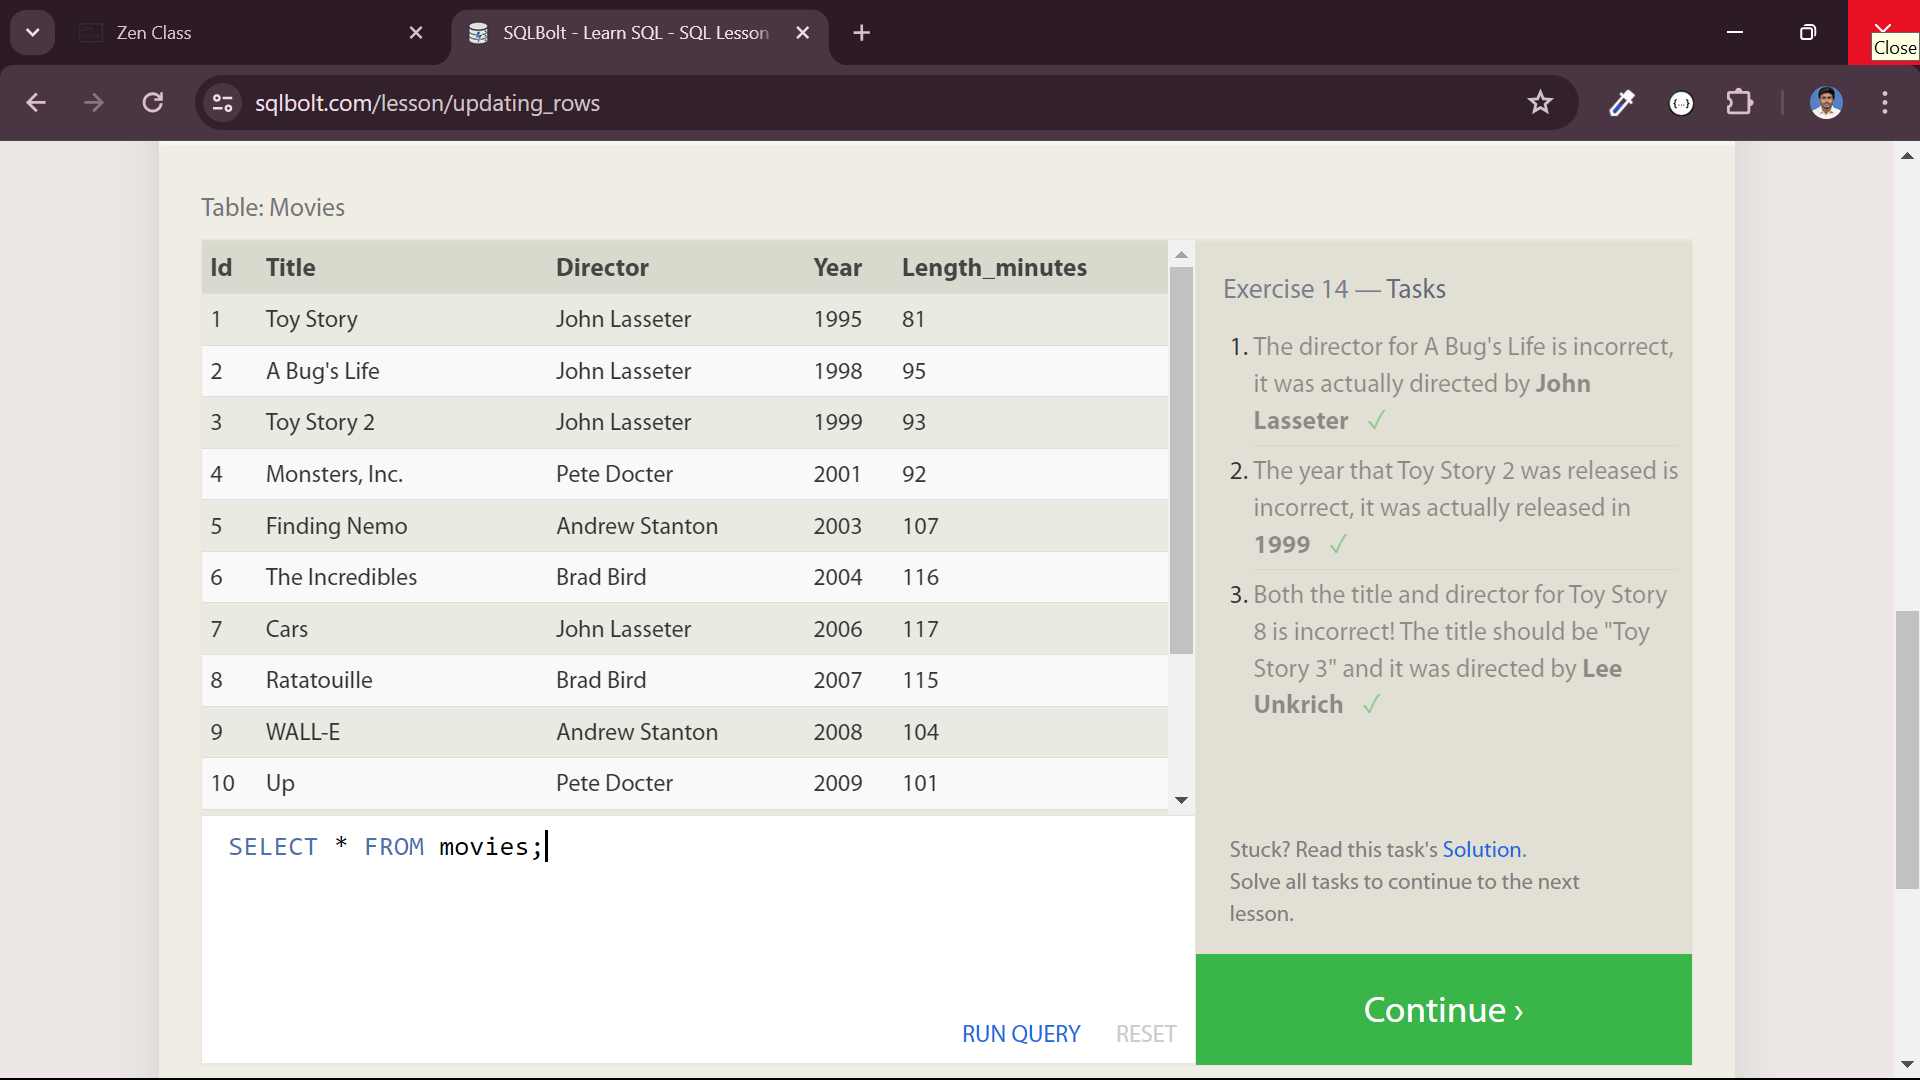 Zen Class
SQLBolt - Learn SQL - SQL Lesson
Close
sqlbolt.com/lesson/updating_rows
{...}
Table: Movies
Id Title Director Year Length_minutes
1 Toy Story John Lasseter 1995 81
2 A Bug's Life John Lasseter 1998 95
3 Toy Story 2 John Lasseter 1999 93
4 Monsters, Inc. Pete Docter 2001 92
5 Finding Nemo Andrew Stanton 2003 107
6 The Incredibles Brad Bird 2004 116
7 Cars John Lasseter 2006 117
8 Ratatouille Brad Bird 2007 115
9 WALL-E Andrew Stanton 2008 104
10 Up Pete Docter 2009 101
SELECT * FROM movies;
RUN QUERY RESET
Exercise 14 — Tasks
1. The director for A Bug's Life is incorrect,
it was actually directed by John
Lasseter ✓
2. The year that Toy Story 2 was released is
incorrect, it was actually released in
1999 ✓
3. Both the title and director for Toy Story
8 is incorrect! The title should be "Toy
Story 3" and it was directed by Lee
Unkrich ✓
Stuck? Read this task's Solution.
Solve all tasks to continue to the next
lesson.
Continue ›